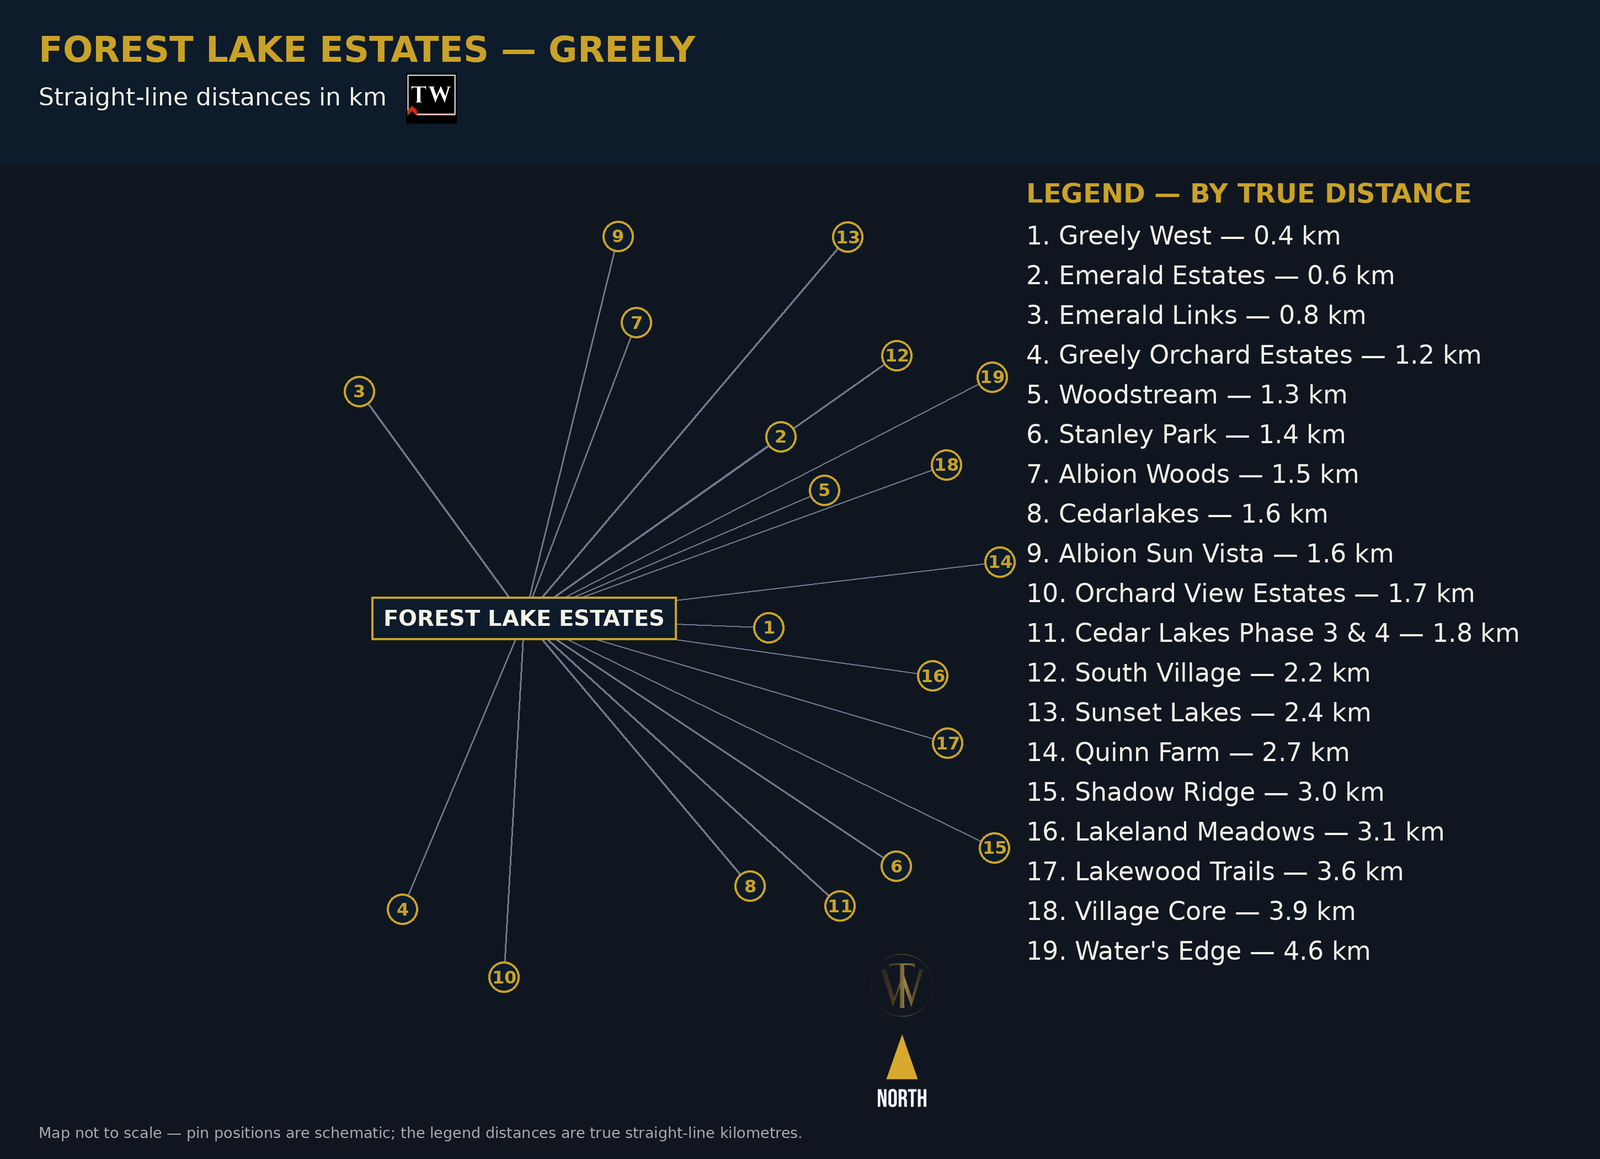 FOREST LAKE ESTATES — GREELY
Straight-line distances in km
TW
LEGEND — BY TRUE DISTANCE
1. Greely West — 0.4 km
2. Emerald Estates — 0.6 km
3. Emerald Links — 0.8 km
4. Greely Orchard Estates — 1.2 km
5. Woodstream — 1.3 km
6. Stanley Park — 1.4 km
7. Albion Woods — 1.5 km
8. Cedarlakes — 1.6 km
9. Albion Sun Vista — 1.6 km
10. Orchard View Estates — 1.7 km
11. Cedar Lakes Phase 3 & 4 — 1.8 km
12. South Village — 2.2 km
13. Sunset Lakes — 2.4 km
14. Quinn Farm — 2.7 km
15. Shadow Ridge — 3.0 km
16. Lakeland Meadows — 3.1 km
17. Lakewood Trails — 3.6 km
18. Village Core — 3.9 km
19. Water's Edge — 4.6 km
9
13
7
12
19
3
2
18
5
14
FOREST LAKE ESTATES
1
16
17
15
6
8
11
4
10
TW
NORTH
Map not to scale — pin positions are schematic; the legend distances are true straight-line kilometres.